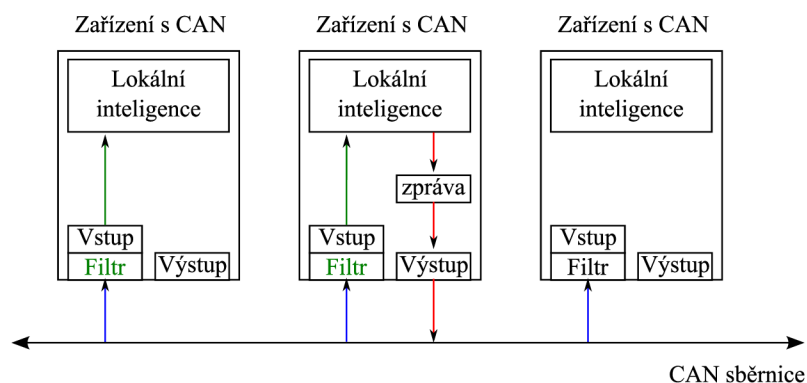 Zařízení s CAN
Lokální
inteligence
Vstup
Filtr
Výstup
Zařízení s CAN
Lokální
inteligence
zpráva
Vstup
Filtr
Výstup
Zařízení s CAN
Lokální
inteligence
Vstup
Filtr
Výstup
CAN sběrnice